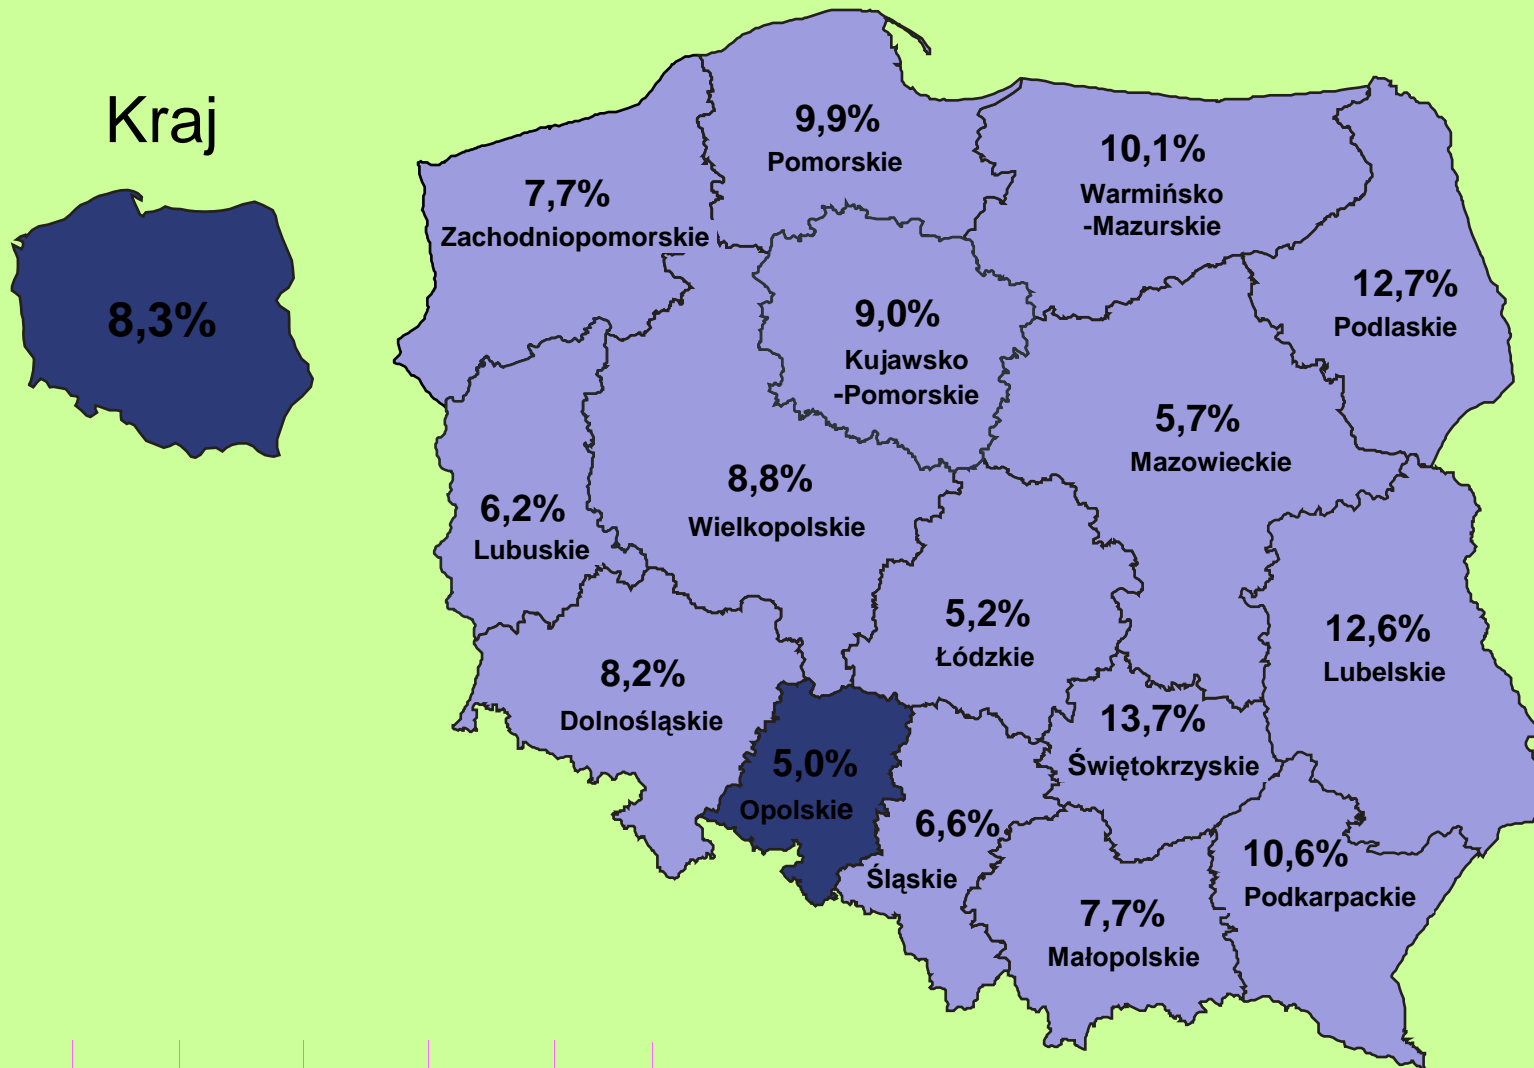 Kraj
8,3%
9,9%
Pomorskie
10,1%
Warmińsko
-Mazurskie
7,7%
Zachodniopomorskie
12,7%
Podlaskie
9,0%
Kujawsko
-Pomorskie
5,7%
Mazowieckie
8,8%
Wielkopolskie
6,2%
Lubuskie
5,2%
Łódzkie
12,6%
Lubelskie
8,2%
Dolnośląskie
13,7%
Świętokrzyskie
5,0%
Opolskie
6,6%
Śląskie
10,6%
Podkarpackie
7,7%
Małopolskie